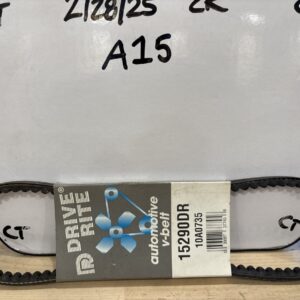 T 2/28/25 CR
A15
DRIVE
RITE®
automotive
v-belt
15290DR
10A0735
CT
CT